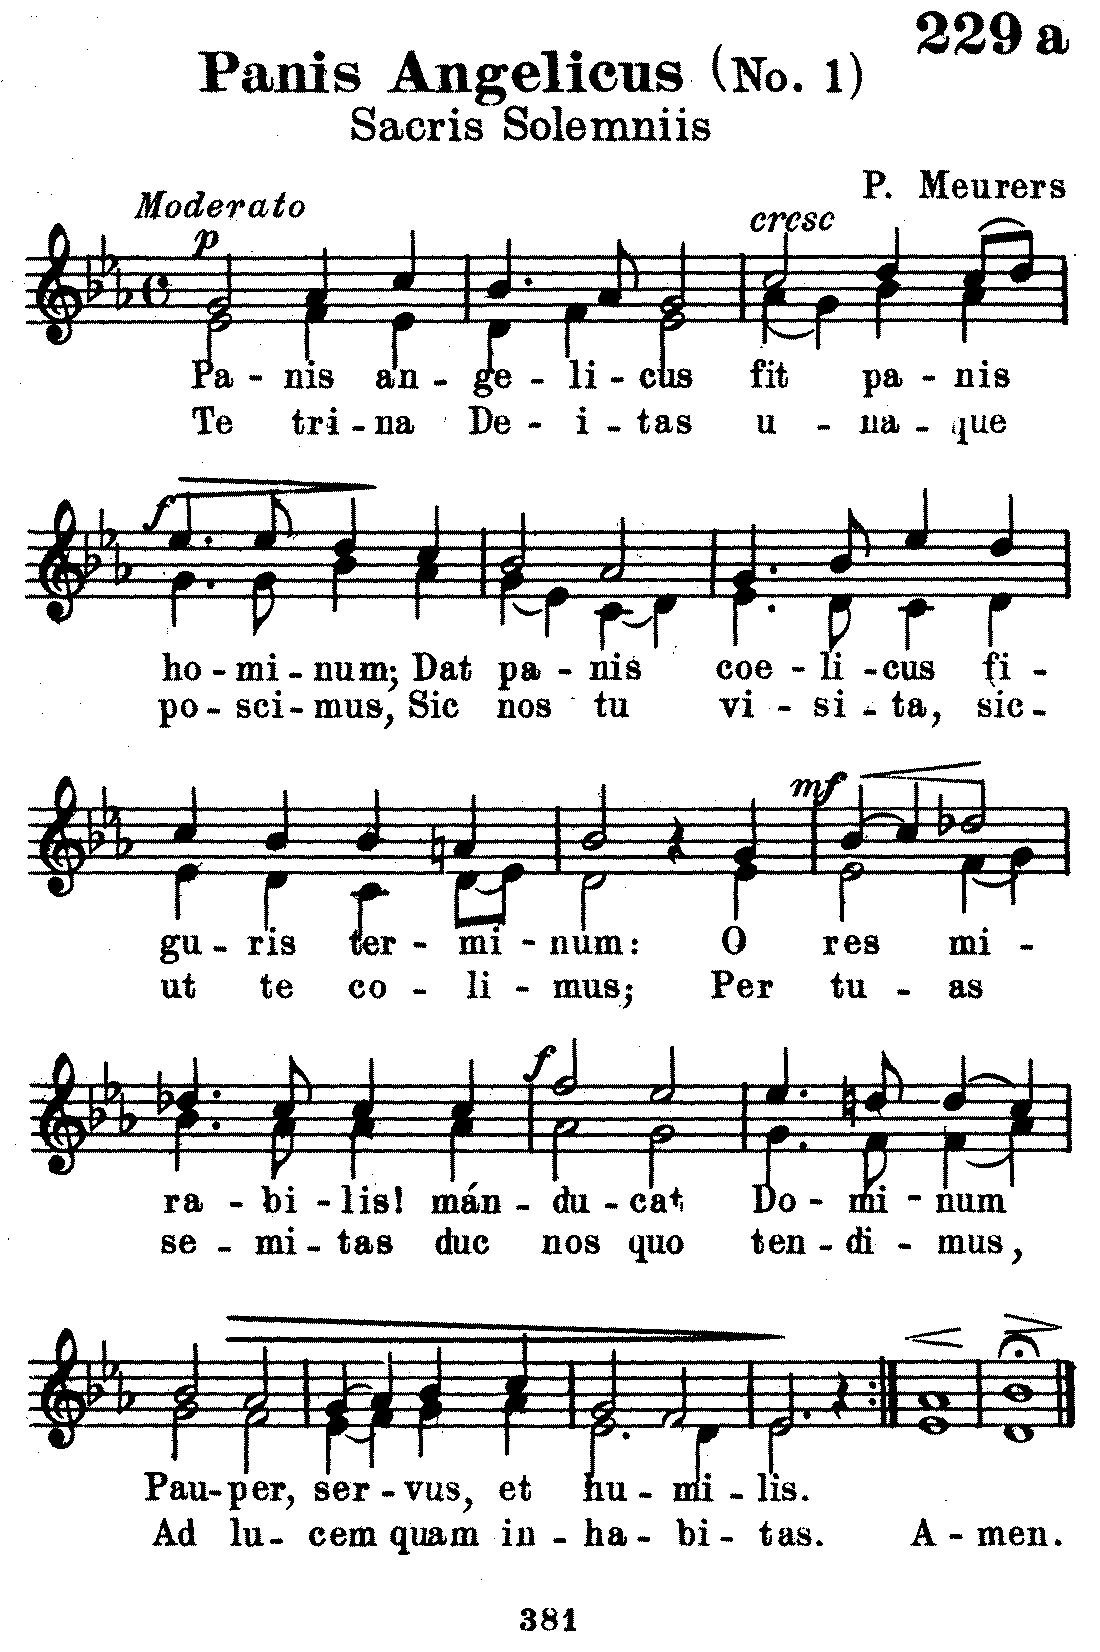 229 a
Panis Angelicus (No. 1)
Sacris Solemniis
P. Meurers
Moderato
p cresc
Pa - nis an - ge - li - cus fit pa - nis
Te tri - na De - i - tas u - na - que
f
ho - mi - num; Dat pa - nis coe - li - cus fi -
po - sci - mus, Sic nos tu vi - si - ta, sic -
mf
gu - ris ter - mi - num: O res mi -
ut te co - li - mus; Per tu - as
f
ra - bi - lis! mán - du - cat Do - mi - num
se - mi - tas duc nos quo ten - di - mus,
Pau - per, ser - vus, et hu - mi - lis.
Ad lu - cem quam in - ha - bi - tas. A - men.
381